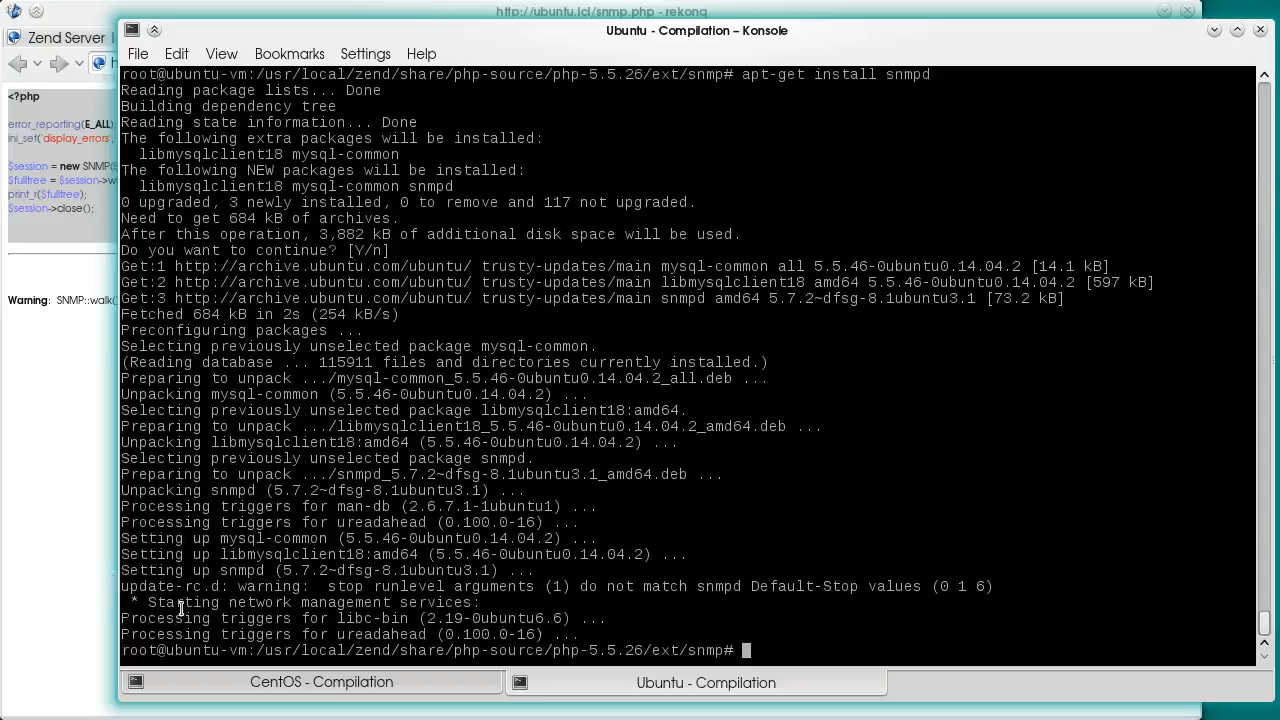 http://ubuntu.lcl/snmp.php - rekonq
Ubuntu - Compilation – Konsole
Zend Server
File Edit View Bookmarks Settings Help
<?php
error_reporting(E_ALL)
ini_set('display_errors',
$session = new SNMP(
$fulltree = $session->w
print_r($fulltree);
$session->close();
Warning: SNMP::walk(
root@ubuntu-vm:/usr/local/zend/share/php-source/php-5.5.26/ext/snmp# apt-get install snmpd
Reading package lists... Done
Building dependency tree
Reading state information... Done
The following extra packages will be installed:
libmysqlclient18 mysql-common
The following NEW packages will be installed:
libmysqlclient18 mysql-common snmpd
0 upgraded, 3 newly installed, 0 to remove and 117 not upgraded.
Need to get 684 kB of archives.
After this operation, 3,882 kB of additional disk space will be used.
Do you want to continue? [Y/n]
Get:1 http://archive.ubuntu.com/ubuntu/ trusty-updates/main mysql-common all 5.5.46-0ubuntu0.14.04.2 [14.1 kB]
Get:2 http://archive.ubuntu.com/ubuntu/ trusty-updates/main libmysqlclient18 amd64 5.5.46-0ubuntu0.14.04.2 [597 kB]
Get:3 http://archive.ubuntu.com/ubuntu/ trusty-updates/main snmpd amd64 5.7.2~dfsg-8.1ubuntu3.1 [73.2 kB]
Fetched 684 kB in 2s (254 kB/s)
Preconfiguring packages ...
Selecting previously unselected package mysql-common.
(Reading database ... 115911 files and directories currently installed.)
Preparing to unpack .../mysql-common_5.5.46-0ubuntu0.14.04.2_all.deb ...
Unpacking mysql-common (5.5.46-0ubuntu0.14.04.2) ...
Selecting previously unselected package libmysqlclient18:amd64.
Preparing to unpack .../libmysqlclient18_5.5.46-0ubuntu0.14.04.2_amd64.deb ...
Unpacking libmysqlclient18:amd64 (5.5.46-0ubuntu0.14.04.2) ...
Selecting previously unselected package snmpd.
Preparing to unpack .../snmpd_5.7.2~dfsg-8.1ubuntu3.1_amd64.deb ...
Unpacking snmpd (5.7.2~dfsg-8.1ubuntu3.1) ...
Processing triggers for man-db (2.6.7.1-1ubuntu1) ...
Processing triggers for ureadahead (0.100.0-16) ...
Setting up mysql-common (5.5.46-0ubuntu0.14.04.2) ...
Setting up libmysqlclient18:amd64 (5.5.46-0ubuntu0.14.04.2) ...
Setting up snmpd (5.7.2~dfsg-8.1ubuntu3.1) ...
update-rc.d: warning:  stop runlevel arguments (1) do not match snmpd Default-Stop values (0 1 6)
* Starting network management services:
Processing triggers for libc-bin (2.19-0ubuntu6.6) ...
Processing triggers for ureadahead (0.100.0-16) ...
root@ubuntu-vm:/usr/local/zend/share/php-source/php-5.5.26/ext/snmp#
CentOS - Compilation
Ubuntu - Compilation